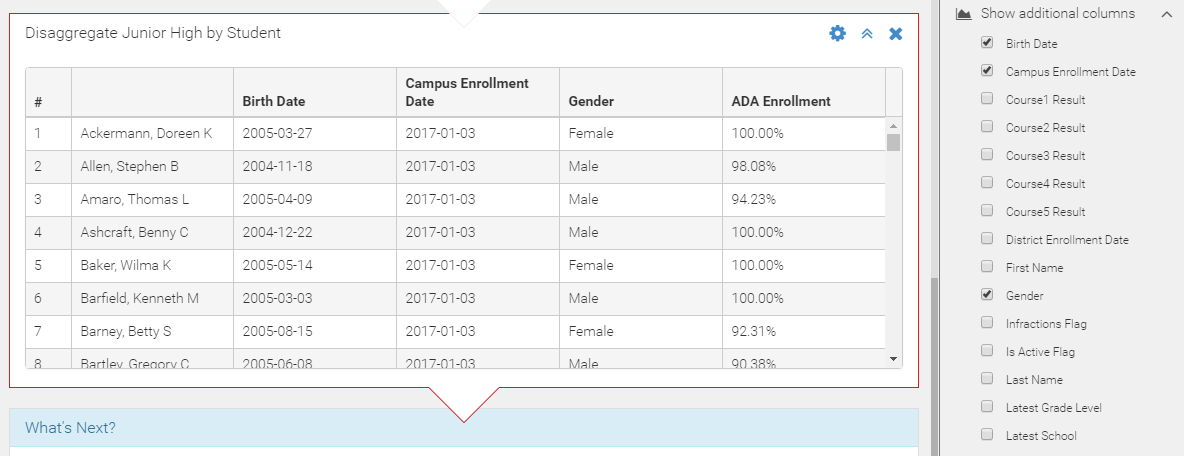 Disaggregate Junior High by Student
# Birth Date Campus Enrollment Date Gender ADA Enrollment
1 Ackermann, Doreen K 2005-03-27 2017-01-03 Female 100.00%
2 Allen, Stephen B 2004-11-18 2017-01-03 Male 98.08%
3 Amaro, Thomas L 2005-04-09 2017-01-03 Male 94.23%
4 Ashcraft, Benny C 2004-12-22 2017-01-03 Male 100.00%
5 Baker, Wilma K 2005-05-14 2017-01-03 Female 100.00%
6 Barfield, Kenneth M 2005-03-03 2017-01-03 Male 100.00%
7 Barney, Betty S 2005-08-15 2017-01-03 Female 92.31%
8 Bartley, Gregory C 2005-06-08 2017-01-03 Male 90.38%
What's Next?
Show additional columns
Birth Date
Campus Enrollment Date
Course1 Result
Course2 Result
Course3 Result
Course4 Result
Course5 Result
District Enrollment Date
First Name
Gender
Infractions Flag
Is Active Flag
Last Name
Latest Grade Level
Latest School